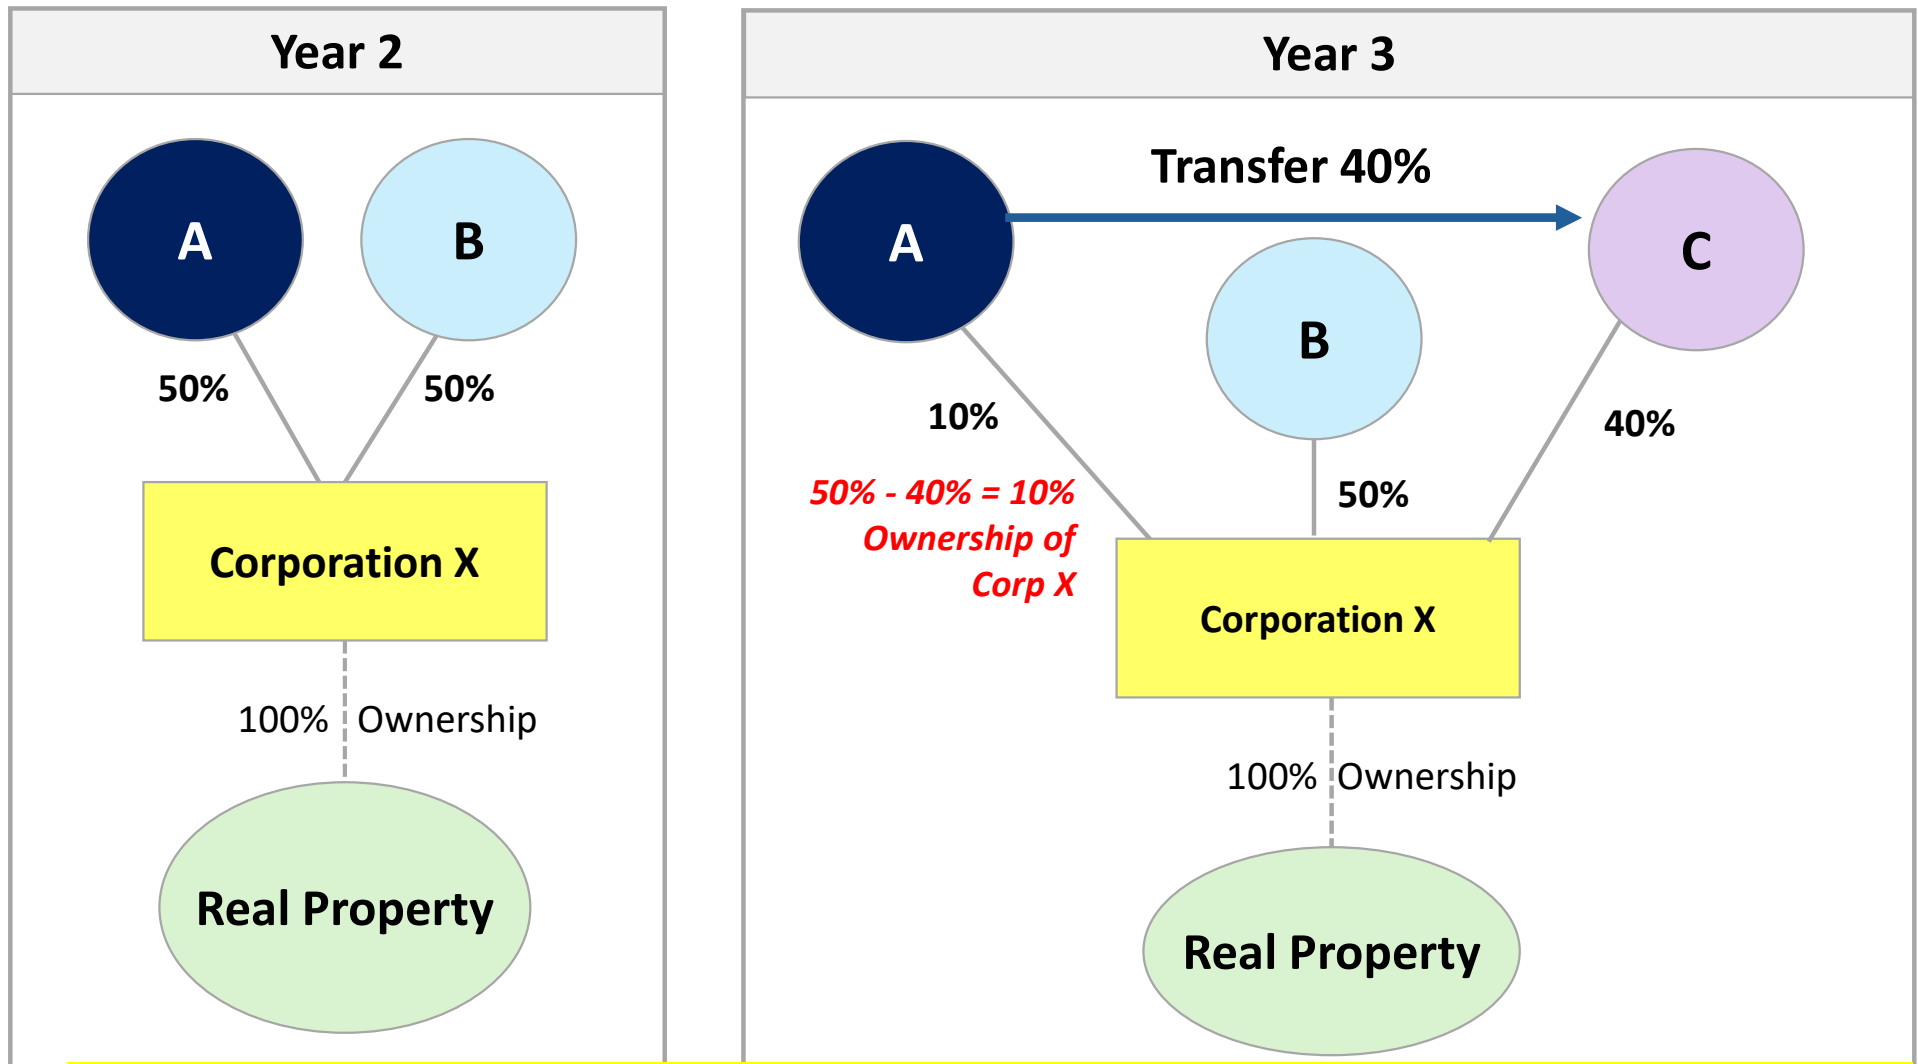 Year 2
A
B
50%
50%
Corporation X
100%
Ownership
Real Property
Year 3
Transfer 40%
A
B
C
10%
50% - 40% = 10%
Ownership of
Corp X
50%
40%
Corporation X
100%
Ownership
Real Property